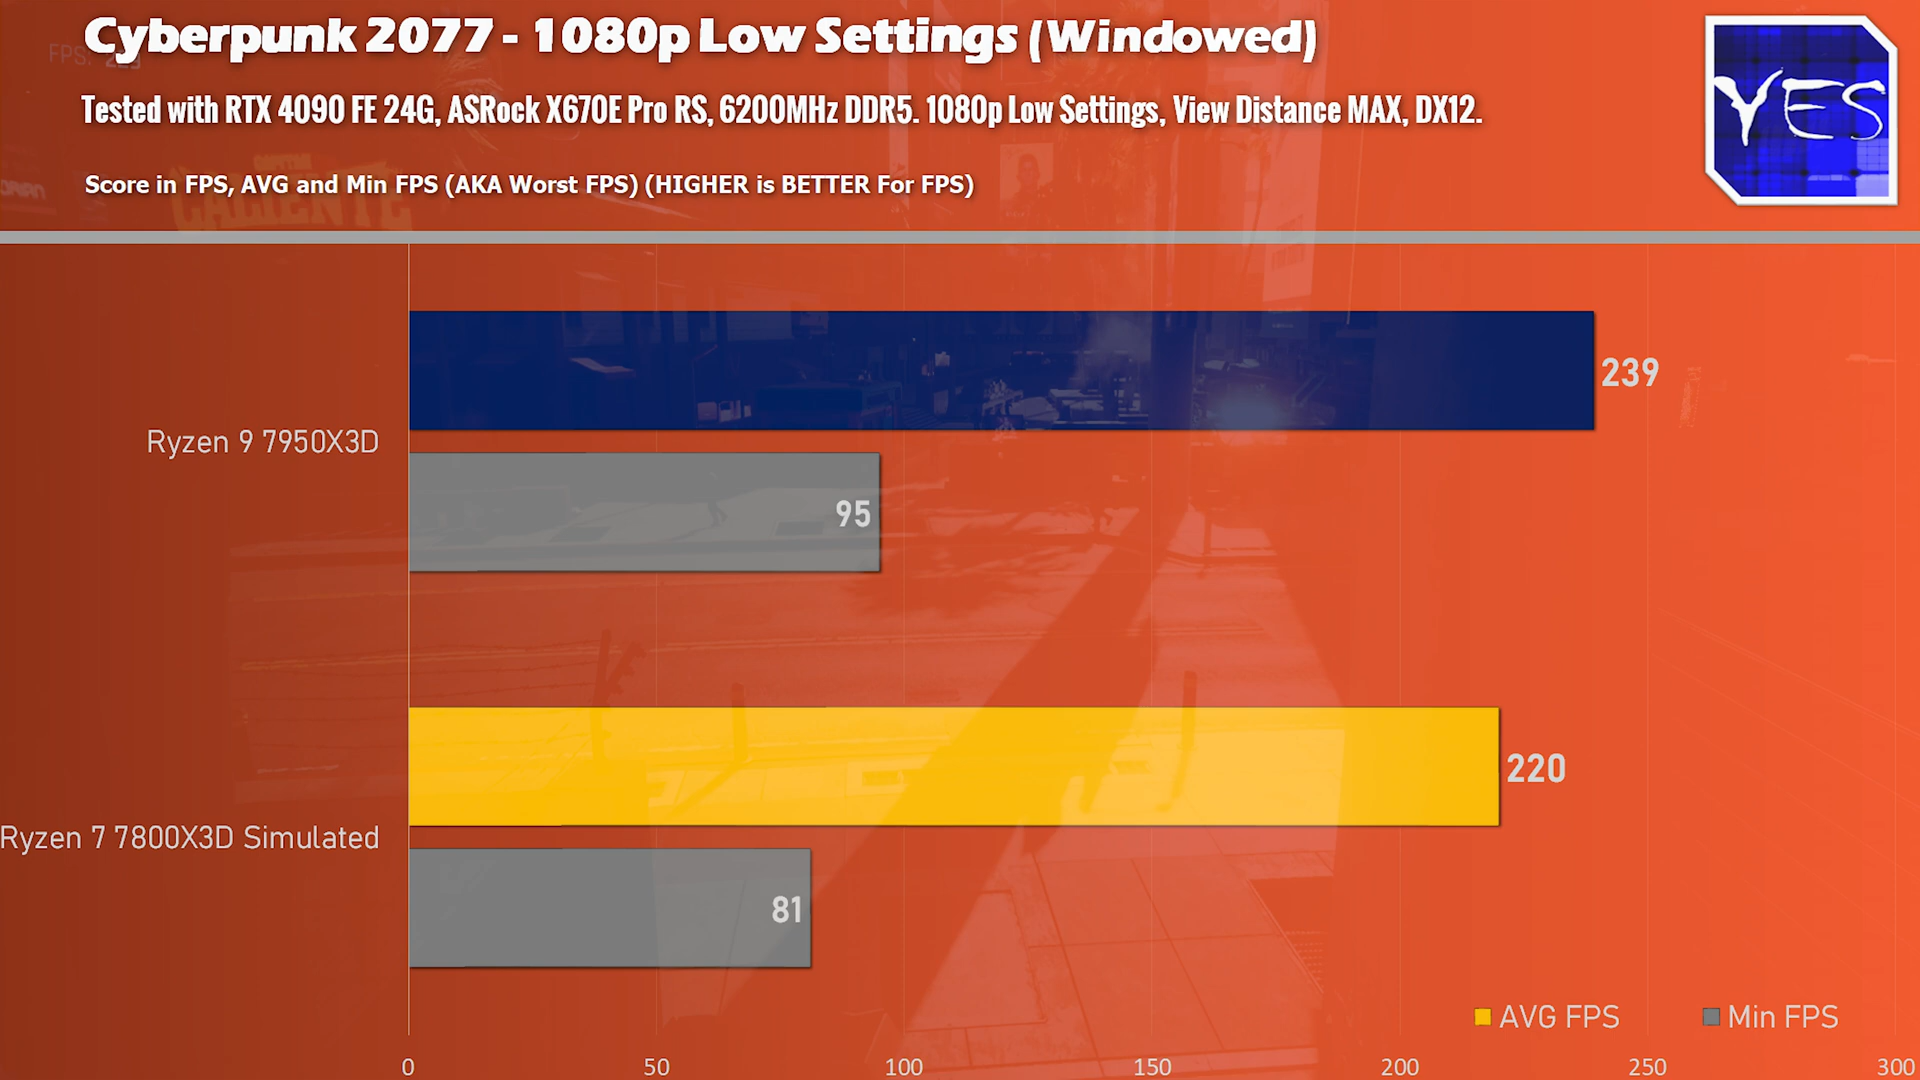 Cyberpunk 2077 - 1080p Low Settings (Windowed)
Tested with RTX 4090 FE 24G, ASRock X670E Pro RS, 6200MHz DDR5. 1080p Low Settings, View Distance MAX, DX12.
Score in FPS, AVG and Min FPS (AKA Worst FPS) (HIGHER is BETTER For FPS)
YES
FPS:
CALIENTE
239
Ryzen 9 7950X3D
95
220
Ryzen 7 7800X3D Simulated
81
AVG FPS
Min FPS
0 50 100 150 200 250 300